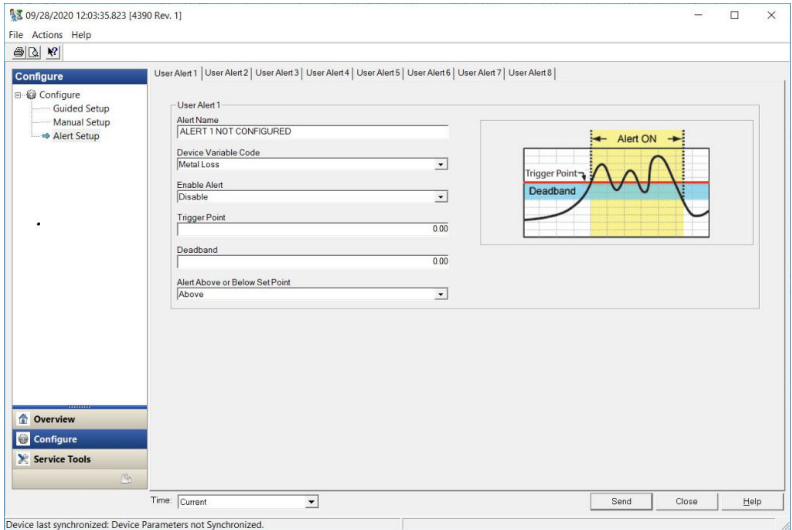 09/28/2020 12:03:35.823 [4390 Rev. 1]
File Actions Help
Configure
Configure
Guided Setup
Manual Setup
Alert Setup
Overview
Configure
Service Tools
User Alert 1 User Alert 2 User Alert 3 User Alert 4 User Alert 5 User Alert 6 User Alert 7 User Alert 8
User Alert 1
Alert Name
ALERT 1 NOT CONFIGURED
Device Variable Code
Metal Loss
Enable Alert
Disable
Trigger Point
0.00
Deadband
0.00
Alert Above or Below Set Point
Above
Alert ON
Trigger Point
Deadband
Time: Current
Send Close Help
Device last synchronized: Device Parameters not Synchronized.